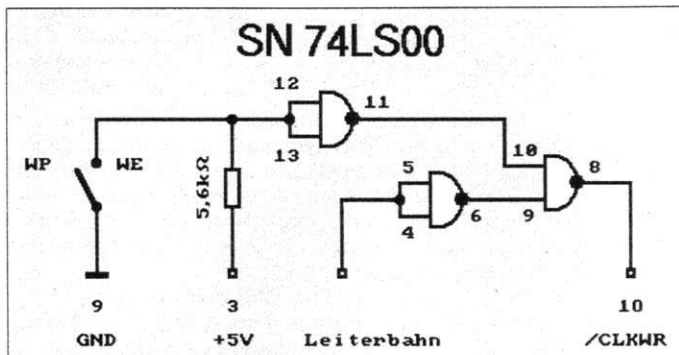 SN 74LS00
12
11
13
10
8
WP
WE
5
5,6kΩ
6
9
4
9
3
10
GND
+5V
Leiterbahn
/CLKWR